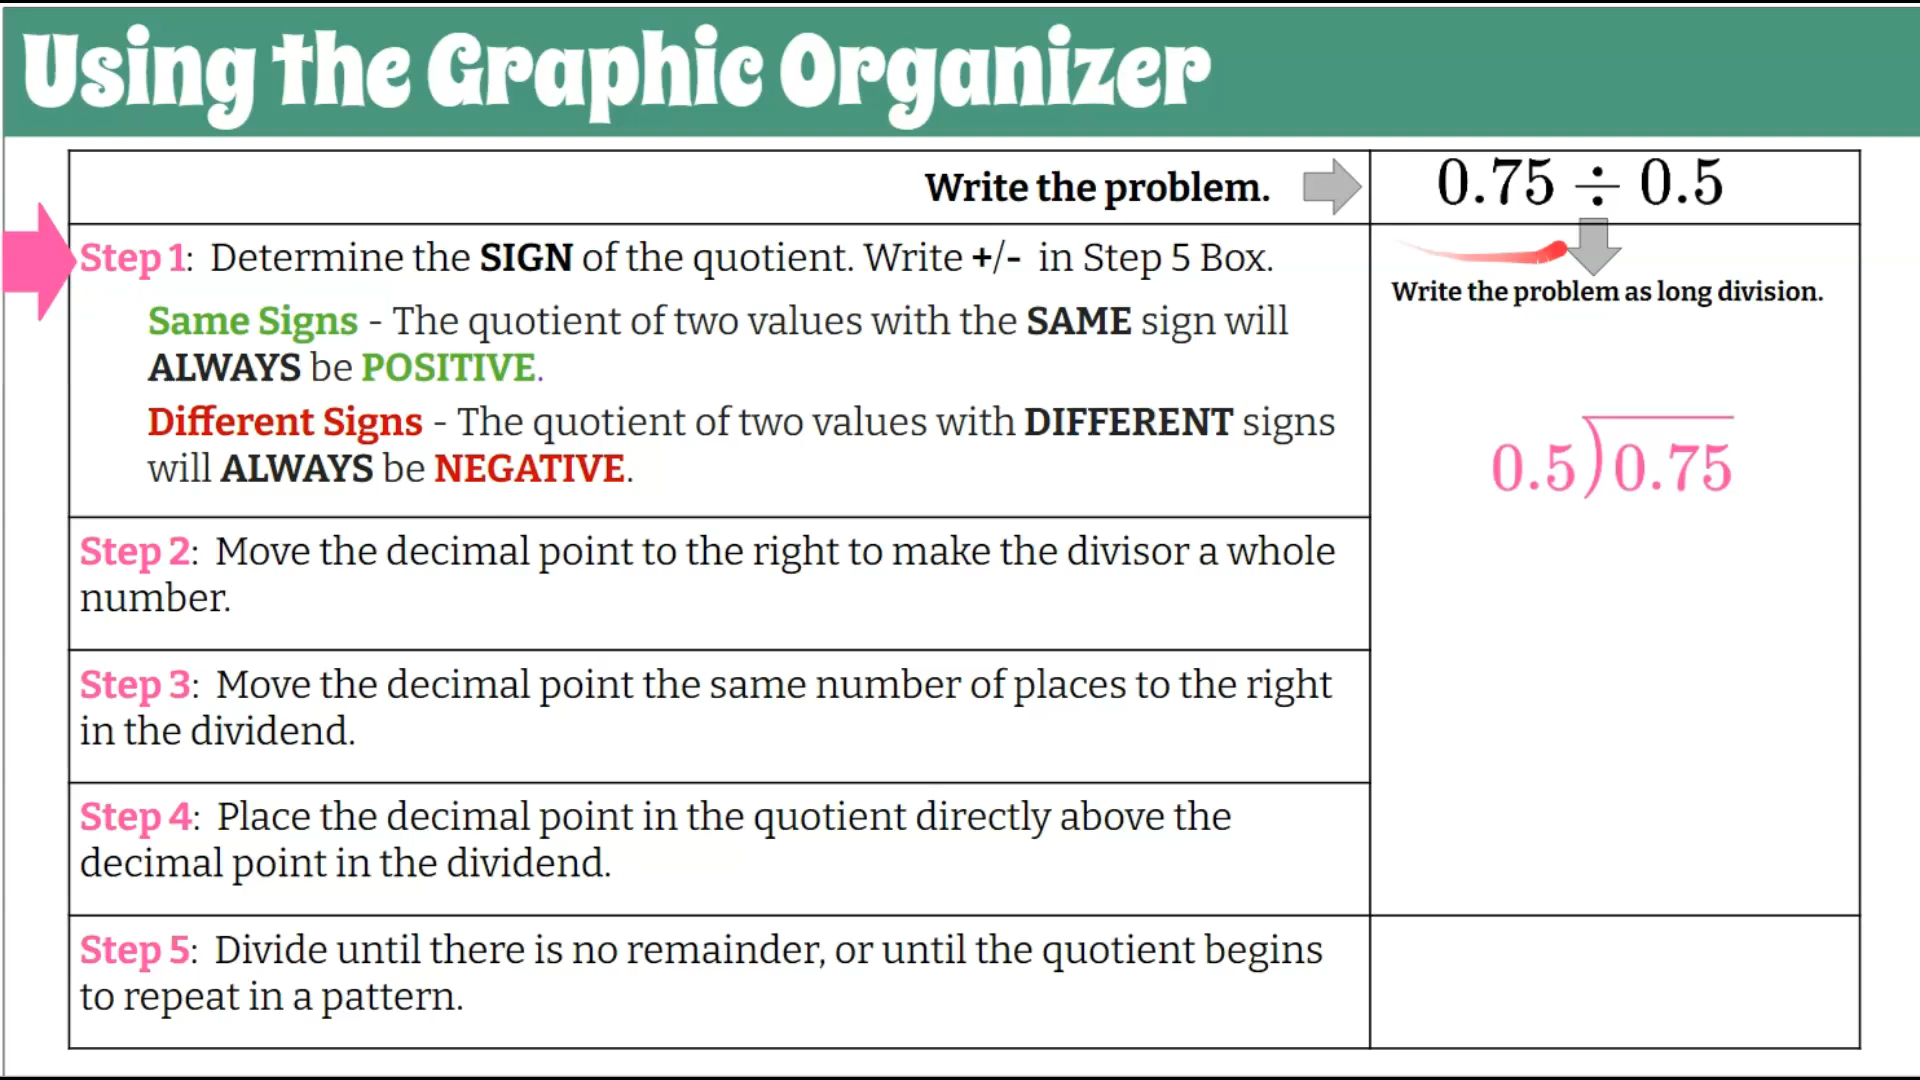 Using the Graphic Organizer
Write the problem.
0.75 ÷ 0.5
Step 1: Determine the SIGN of the quotient. Write +/- in Step 5 Box.
Same Signs - The quotient of two values with the SAME sign will
ALWAYS be POSITIVE.
Different Signs - The quotient of two values with DIFFERENT signs
will ALWAYS be NEGATIVE.
Write the problem as long division.
0.5)0.75
Step 2: Move the decimal point to the right to make the divisor a whole
number.
Step 3: Move the decimal point the same number of places to the right
in the dividend.
Step 4: Place the decimal point in the quotient directly above the
decimal point in the dividend.
Step 5: Divide until there is no remainder, or until the quotient begins
to repeat in a pattern.